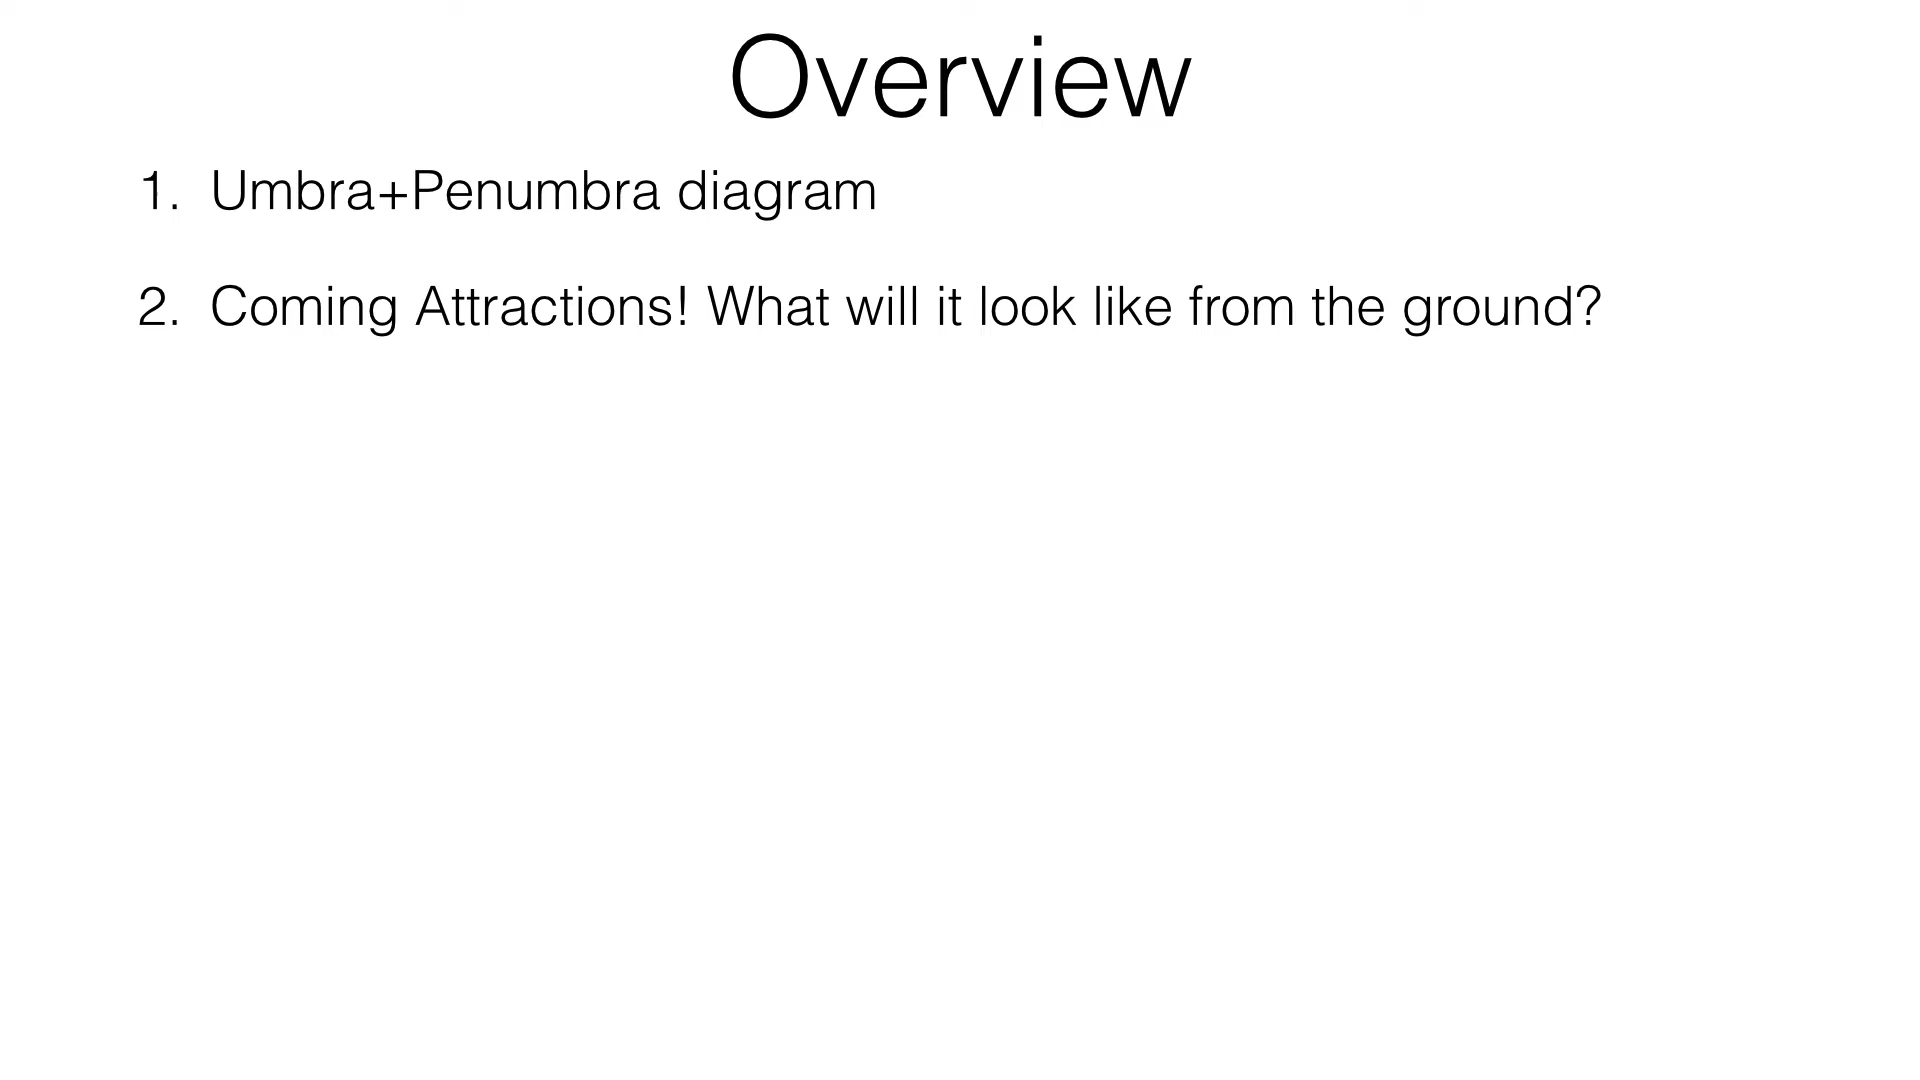 Overview
1. Umbra+Penumbra diagram
2. Coming Attractions! What will it look like from the ground?